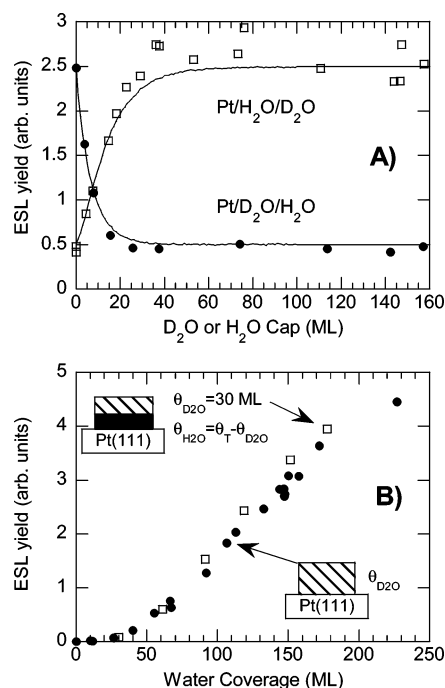 3
2.5
2
1.5
1
0.5
0
ESL yield (arb. units)
Pt/H₂O/D₂O
A)
Pt/D₂O/H₂O
0 20 40 60 80 100 120 140 160
D₂O or H₂O Cap (ML)
5
4
3
2
1
0
ESL yield (arb. units)
θD2O=30 ML
θH2O=θT-θD2O
Pt(111)
B)
θD2O
Pt(111)
0 50 100 150 200 250
Water Coverage (ML)